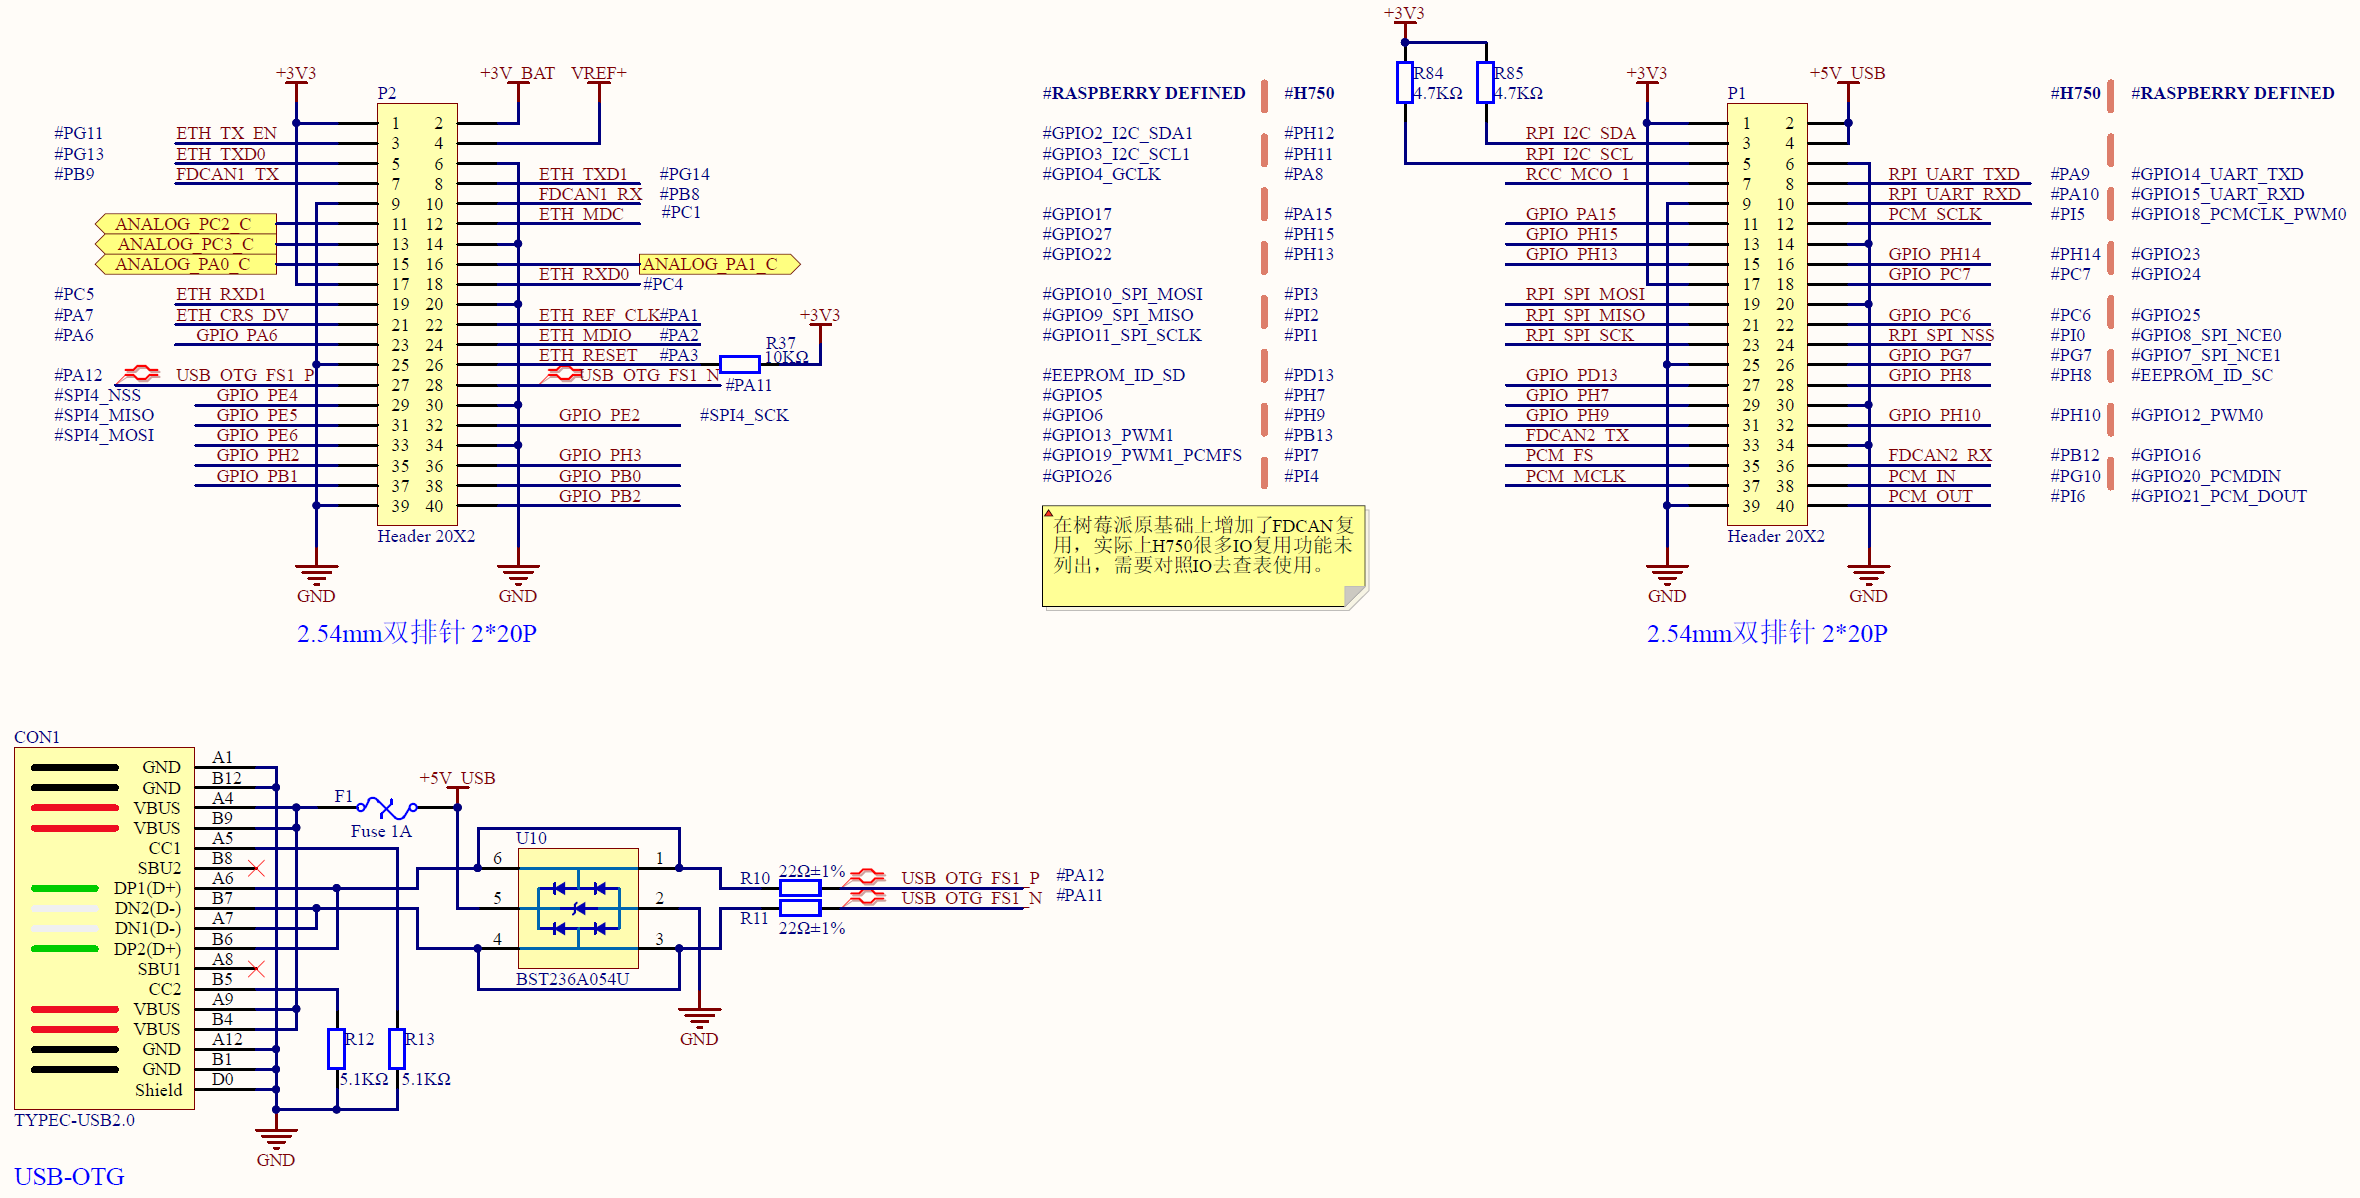 +3V3
+3V_BAT
VREF+
P2
1 2
3 4
5 6
7 8
9 10
11 12
13 14
15 16
17 18
19 20
21 22
23 24
25 26
27 28
29 30
31 32
33 34
35 36
37 38
39 40
Header 20X2
#PG11 ETH_TX_EN
#PG13 ETH_TXD0
#PB9 FDCAN1_TX
ANALOG_PC2_C
ANALOG_PC3_C
ANALOG_PA0_C
#PC5 ETH_RXD1
#PA7 ETH_CRS_DV
#PA6 GPIO_PA6
#PA12 USB_OTG_FS1_P
#SPI4_NSS GPIO_PE4
#SPI4_MISO GPIO_PE5
#SPI4_MOSI GPIO_PE6
GPIO_PH2
GPIO_PB1
ETH_TXD1 #PG14
FDCAN1_RX #PB8
ETH_MDC #PC1
ANALOG_PA1_C
ETH_RXD0 #PC4
ETH_REF_CLK #PA1
ETH_MDIO #PA2
ETH_RESET #PA3
R37
10KΩ
+3V3
USB_OTG_FS1_N #PA11
GPIO_PE2 #SPI4_SCK
GPIO_PH3
GPIO_PB0
GPIO_PB2
GND
GND
2.54mm双排针 2*20P
#RASPBERRY DEFINED #H750
#GPIO2_I2C_SDA1 #PH12
#GPIO3_I2C_SCL1 #PH11
#GPIO4_GCLK #PA8
#GPIO17 #PA15
#GPIO27 #PH15
#GPIO22 #PH13
#GPIO10_SPI_MOSI #PI3
#GPIO9_SPI_MISO #PI2
#GPIO11_SPI_SCLK #PI1
#EEPROM_ID_SD #PD13
#GPIO5 #PH7
#GPIO6 #PH9
#GPIO13_PWM1 #PB13
#GPIO19_PWM1_PCMFS #PI7
#GPIO26 #PI4
在树莓派原基础上增加了FDCAN复
用，实际上H750很多IO复用功能未
列出，需要对照IO去查表使用。
+3V3
R84
4.7KΩ
R85
4.7KΩ
+3V3
+5V_USB
P1
RPI_I2C_SDA
RPI_I2C_SCL
RCC_MCO_1
GPIO_PA15
GPIO_PH15
GPIO_PH13
RPI_SPI_MOSI
RPI_SPI_MISO
RPI_SPI_SCK
GPIO_PD13
GPIO_PH7
GPIO_PH9
FDCAN2_TX
PCM_FS
PCM_MCLK
1 2
3 4
5 6
7 8
9 10
11 12
13 14
15 16
17 18
19 20
21 22
23 24
25 26
27 28
29 30
31 32
33 34
35 36
37 38
39 40
Header 20X2
#H750 #RASPBERRY DEFINED
RPI_UART_TXD #PA9 #GPIO14_UART_TXD
RPI_UART_RXD #PA10 #GPIO15_UART_RXD
PCM_SCLK #PI5 #GPIO18_PCMCLK_PWM0
GPIO_PH14 #PH14 #GPIO23
GPIO_PC7 #PC7 #GPIO24
GPIO_PC6 #PC6 #GPIO25
RPI_SPI_NSS #PI0 #GPIO8_SPI_NCE0
GPIO_PG7 #PG7 #GPIO7_SPI_NCE1
GPIO_PH8 #PH8 #EEPROM_ID_SC
GPIO_PH10 #PH10 #GPIO12_PWM0
FDCAN2_RX #PB12 #GPIO16
PCM_IN #PG10 #GPIO20_PCMDIN
PCM_OUT #PI6 #GPIO21_PCM_DOUT
GND
GND
2.54mm双排针 2*20P
CON1
GND A1
GND B12
VBUS A4
VBUS B9
CC1 A5
SBU2 B8
DP1(D+) A6
DN2(D-) B7
DN1(D-) A7
DP2(D+) B6
SBU1 A8
CC2 B5
VBUS A9
VBUS B4
GND A12
GND B1
Shield D0
TYPEC-USB2.0
F1
Fuse 1A
+5V_USB
R12
5.1KΩ
R13
5.1KΩ
GND
U10
6 1
5 2
4 3
BST236A054U
GND
R10 22Ω±1%
R11
22Ω±1%
USB_OTG_FS1_P #PA12
USB_OTG_FS1_N #PA11
USB-OTG